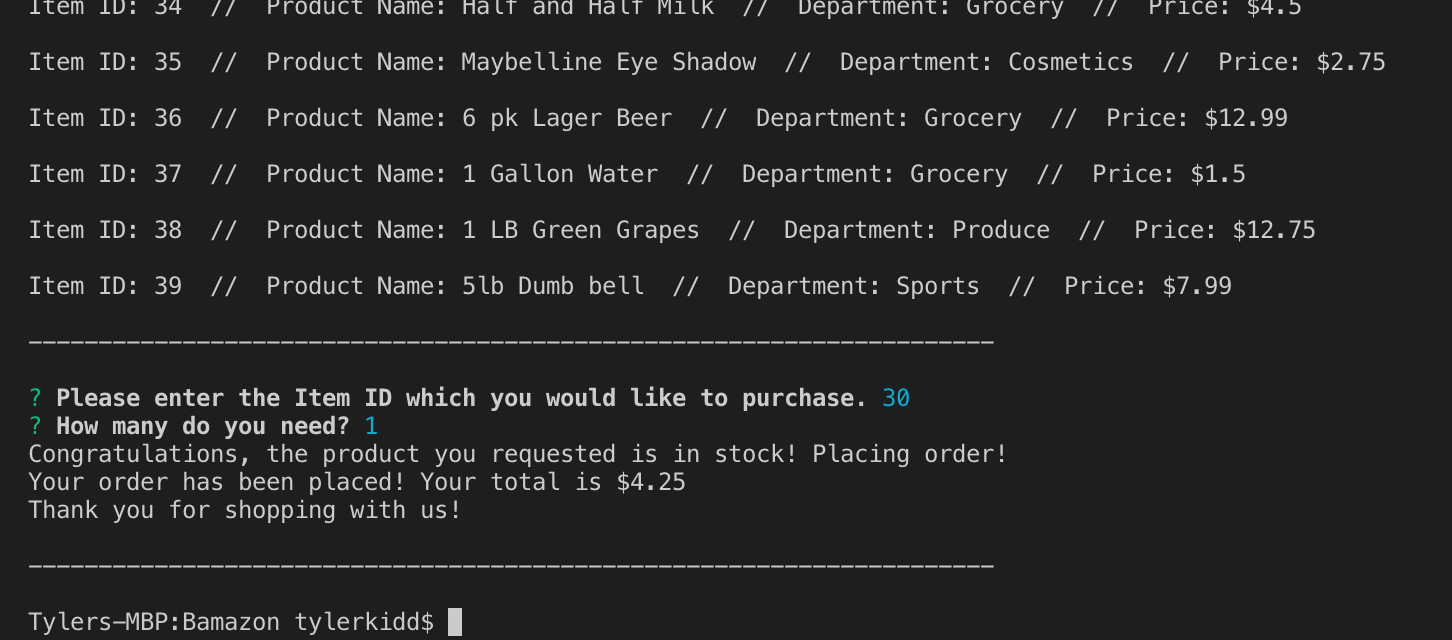 Item ID: 34  //  Product Name: Half and Half Milk  //  Department: Grocery  //  Price: $4.5
Item ID: 35  //  Product Name: Maybelline Eye Shadow  //  Department: Cosmetics  //  Price: $2.75
Item ID: 36  //  Product Name: 6 pk Lager Beer  //  Department: Grocery  //  Price: $12.99
Item ID: 37  //  Product Name: 1 Gallon Water  //  Department: Grocery  //  Price: $1.5
Item ID: 38  //  Product Name: 1 LB Green Grapes  //  Department: Produce  //  Price: $12.75
Item ID: 39  //  Product Name: 5lb Dumb bell  //  Department: Sports  //  Price: $7.99
---------------------------------------------------------------------
? Please enter the Item ID which you would like to purchase. 30
? How many do you need? 1
Congratulations, the product you requested is in stock! Placing order!
Your order has been placed! Your total is $4.25
Thank you for shopping with us!
---------------------------------------------------------------------
Tylers-MBP:Bamazon tylerkidd$